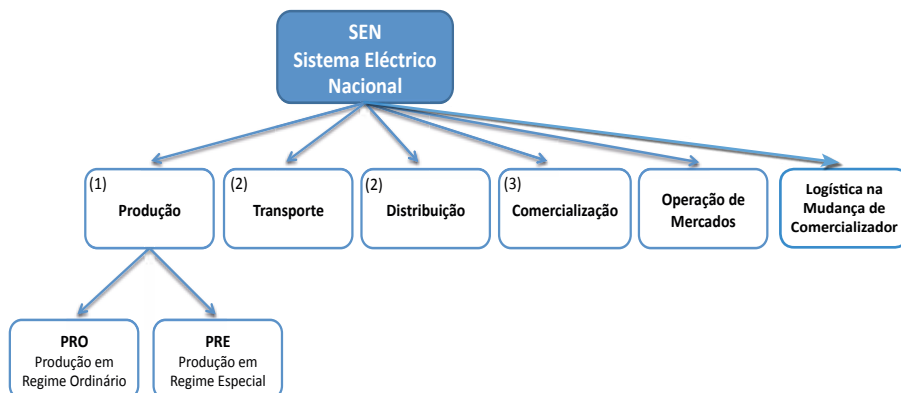 SEN
Sistema Eléctrico
Nacional
(1)
Produção
(2)
Transporte
(2)
Distribuição
(3)
Comercialização
Operação de
Mercados
Logística na
Mudança de
Comercializador
PRO
Produção em
Regime Ordinário
PRE
Produção em
Regime Especial